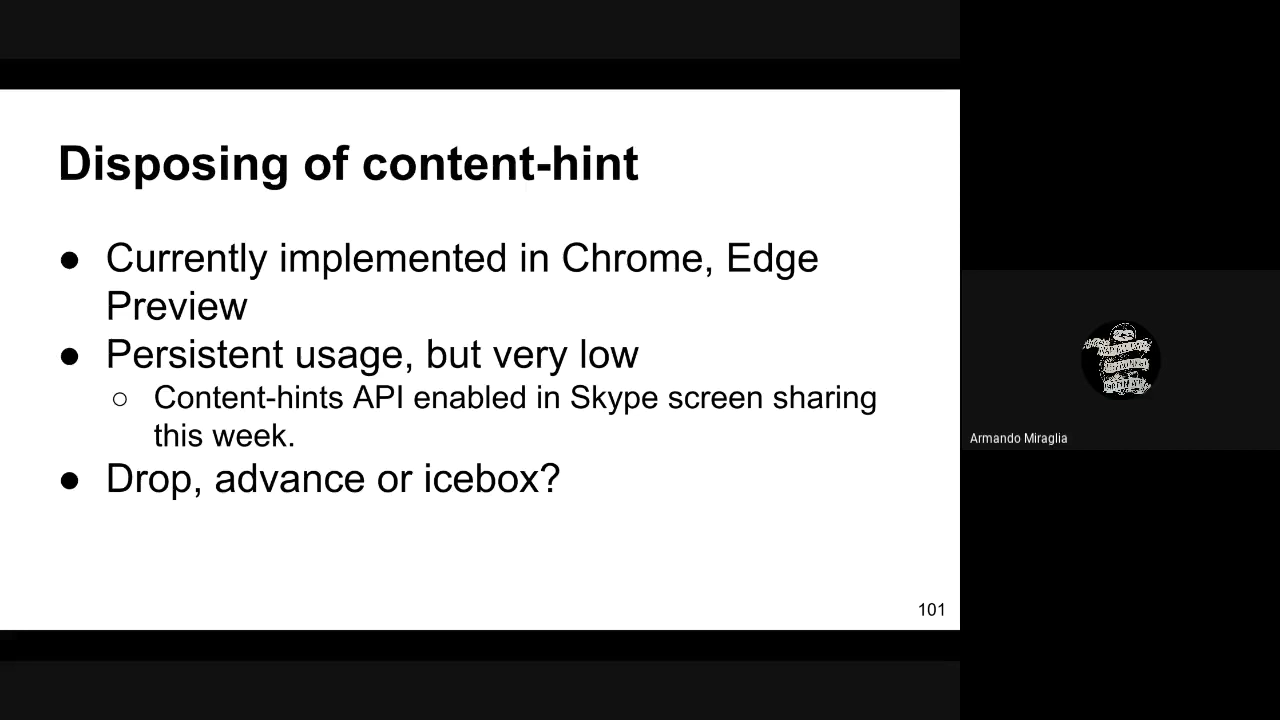 Disposing of content-hint
● Currently implemented in Chrome, Edge
Preview
● Persistent usage, but very low
○ Content-hints API enabled in Skype screen sharing
this week.
● Drop, advance or icebox?
101
Armando Miraglia